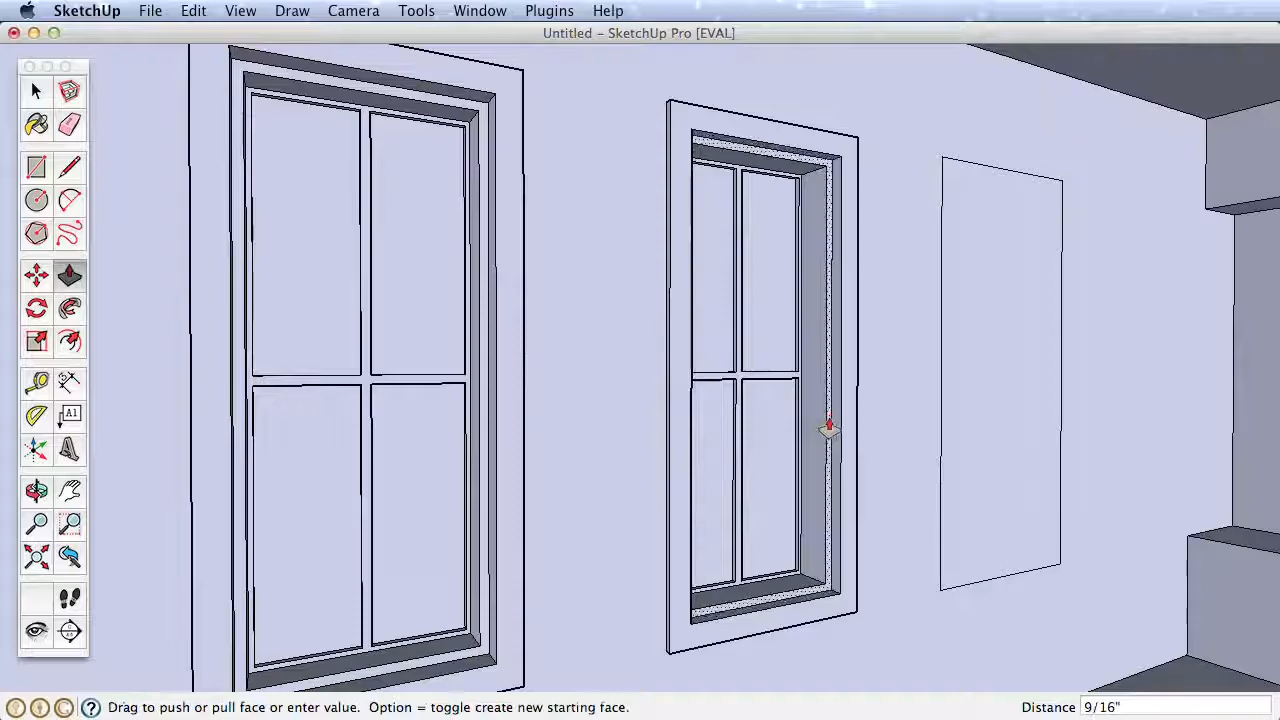 SketchUp File Edit View Draw Camera Tools Window Plugins Help
Untitled – SketchUp Pro [EVAL]
A1
Drag to push or pull face or enter value. Option = toggle create new starting face. Distance 9/16"